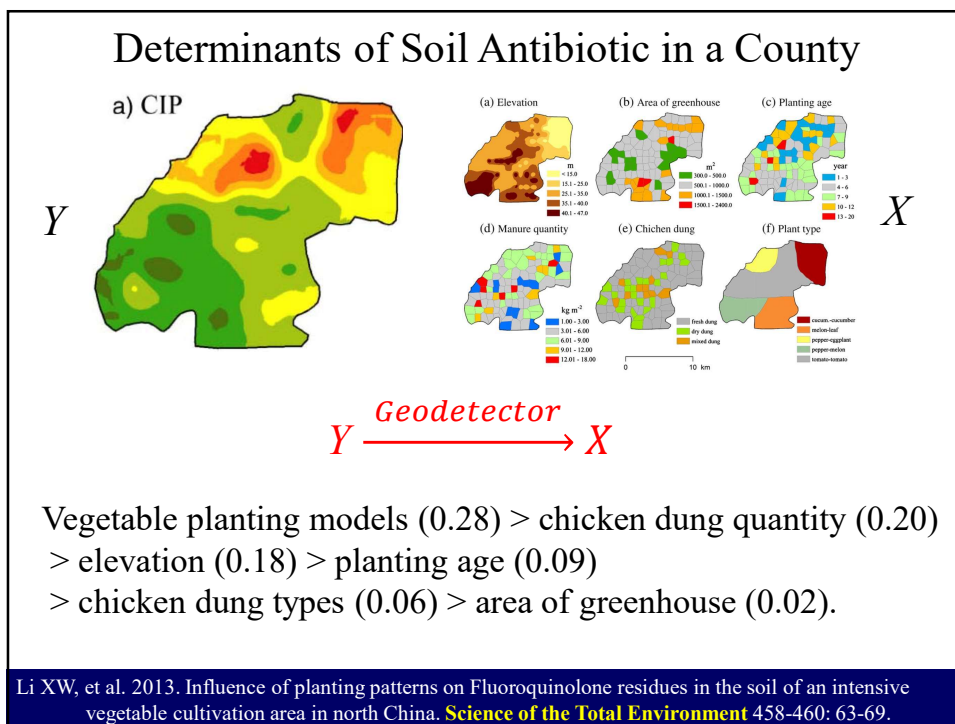 Determinants of Soil Antibiotic in a County
a) CIP
Y
(a) Elevation
m
< 15.0
15.1 - 25.0
25.1 - 35.0
35.1 - 40.0
40.1 - 47.0
(b) Area of greenhouse
m²
300.0 - 500.0
500.1 - 1000.0
1000.1 - 1500.0
1500.1 - 2400.0
(c) Planting age
year
1 - 3
4 - 6
7 - 9
10 - 12
13 - 20
X
(d) Manure quantity
kg m⁻²
1.00 - 3.00
3.01 - 6.00
6.01 - 9.00
9.01 - 12.00
12.01 - 18.00
(e) Chichen dung
fresh dung
dry dung
mixed dung
0 10 km
(f) Plant type
cucum.-cucumber
melon-leaf
pepper-eggplant
pepper-melon
tomato-tomato
Geodetector
Y X
Vegetable planting models (0.28) > chicken dung quantity (0.20)
> elevation (0.18) > planting age (0.09)
> chicken dung types (0.06) > area of greenhouse (0.02).
Li XW, et al. 2013. Influence of planting patterns on Fluoroquinolone residues in the soil of an intensive
vegetable cultivation area in north China. Science of the Total Environment 458-460: 63-69.